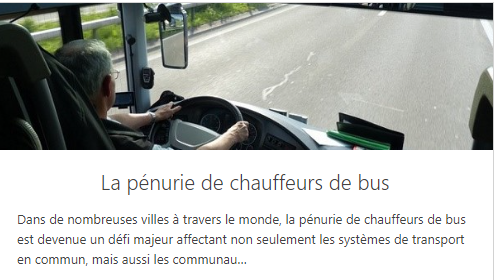 La pénurie de chauffeurs de bus
Dans de nombreuses villes à travers le monde, la pénurie de chauffeurs de bus
est devenue un défi majeur affectant non seulement les systèmes de transport
en commun, mais aussi les communau...